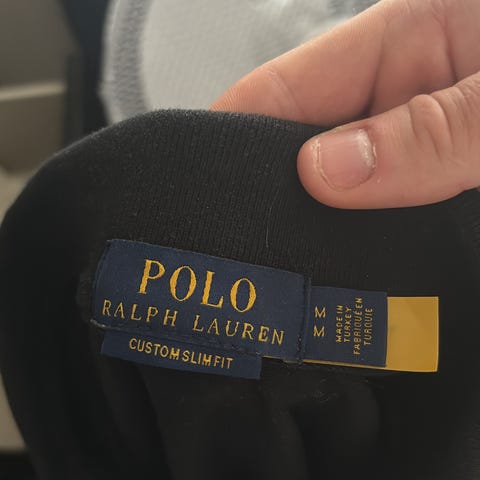 POLO
RALPH LAUREN
CUSTOM SLIM FIT
M
M
MADE IN
TURKEY
FABRIQUÉ EN
TURQUIE